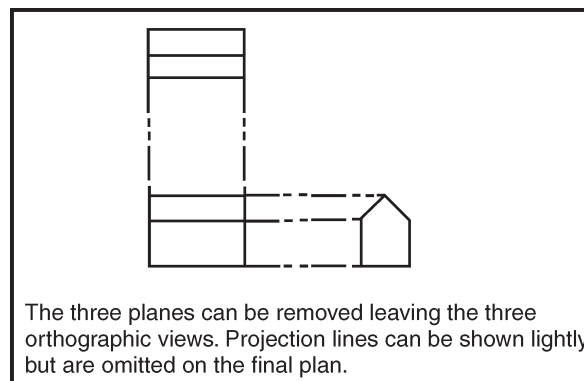 The three planes can be removed leaving the three
orthographic views. Projection lines can be shown lightly
but are omitted on the final plan.